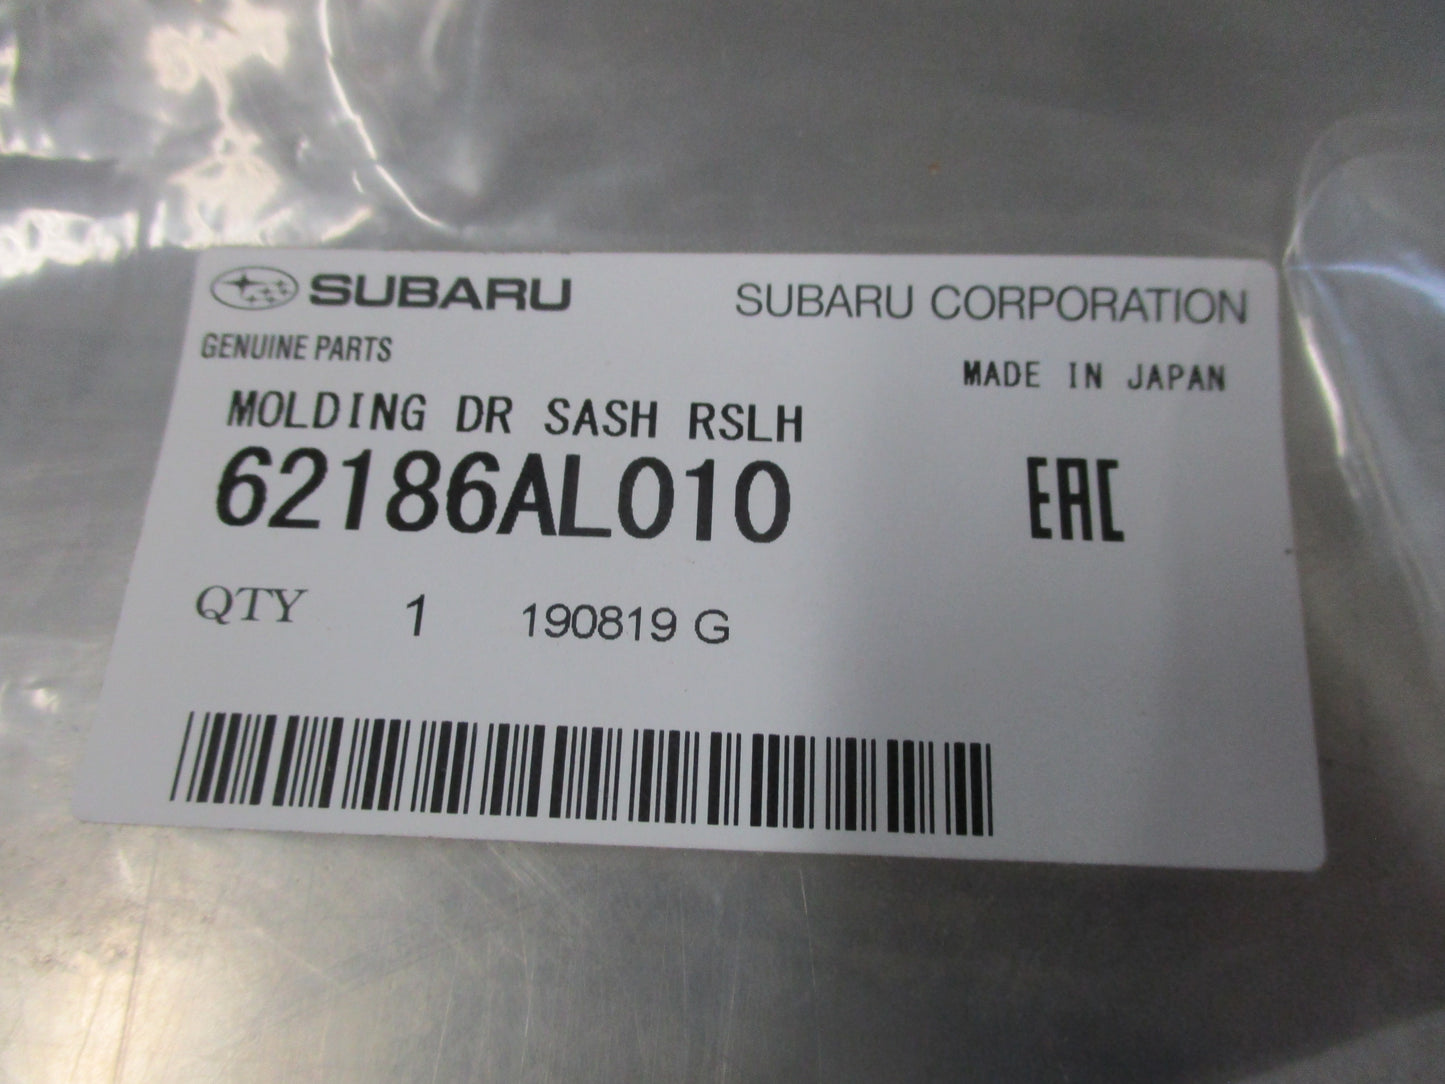 SUBARU
SUBARU CORPORATION
GENUINE PARTS
MADE IN JAPAN
MOLDING DR SASH RSLH
62186AL010
EAC
QTY 1 190819 G